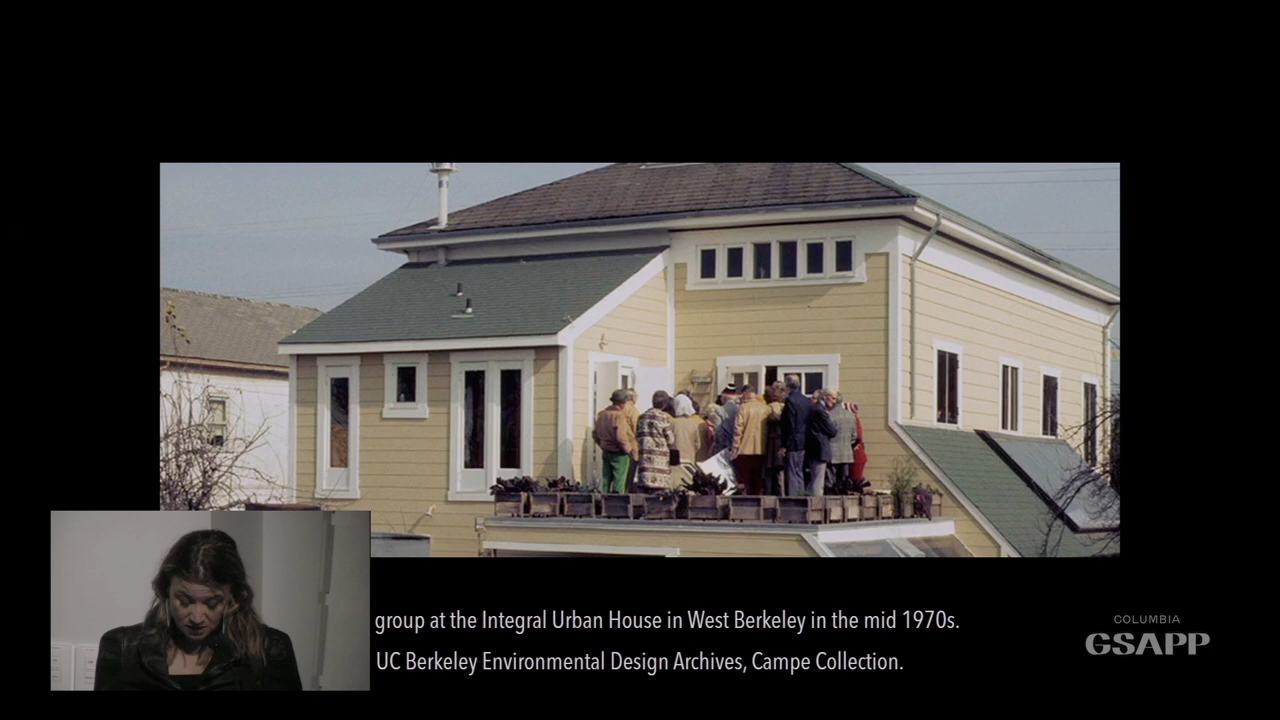 group at the Integral Urban House in West Berkeley in the mid 1970s.
UC Berkeley Environmental Design Archives, Campe Collection.
COLUMBIA
GSAPP